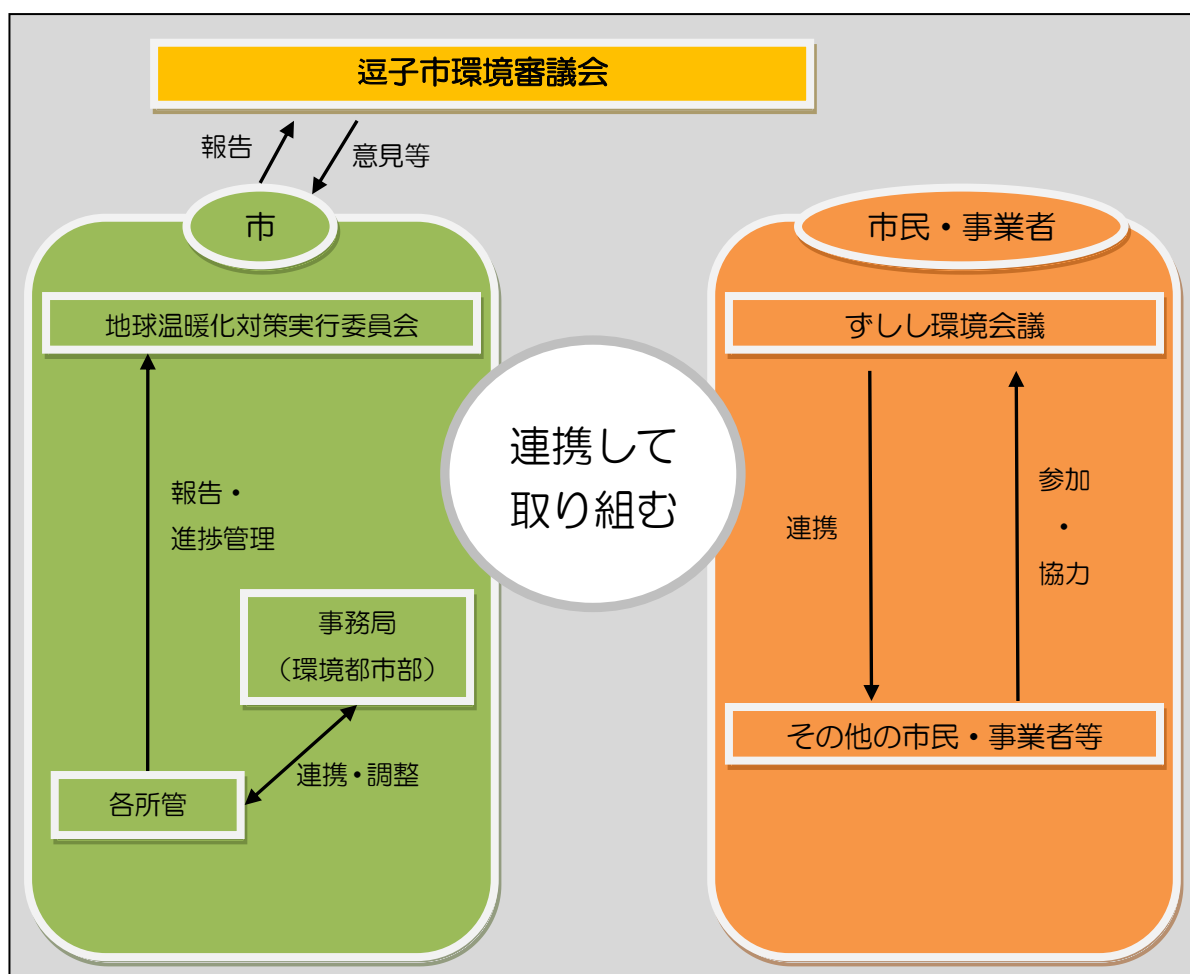 逗子市環境審議会
報告
意見等
市
地球温暖化対策実行委員会
報告・
進捗管理
事務局
（環境都市部）
連携・調整
各所管
連携して
取り組む
市民・事業者
ずしし環境会議
連携
参加
・
協力
その他の市民・事業者等